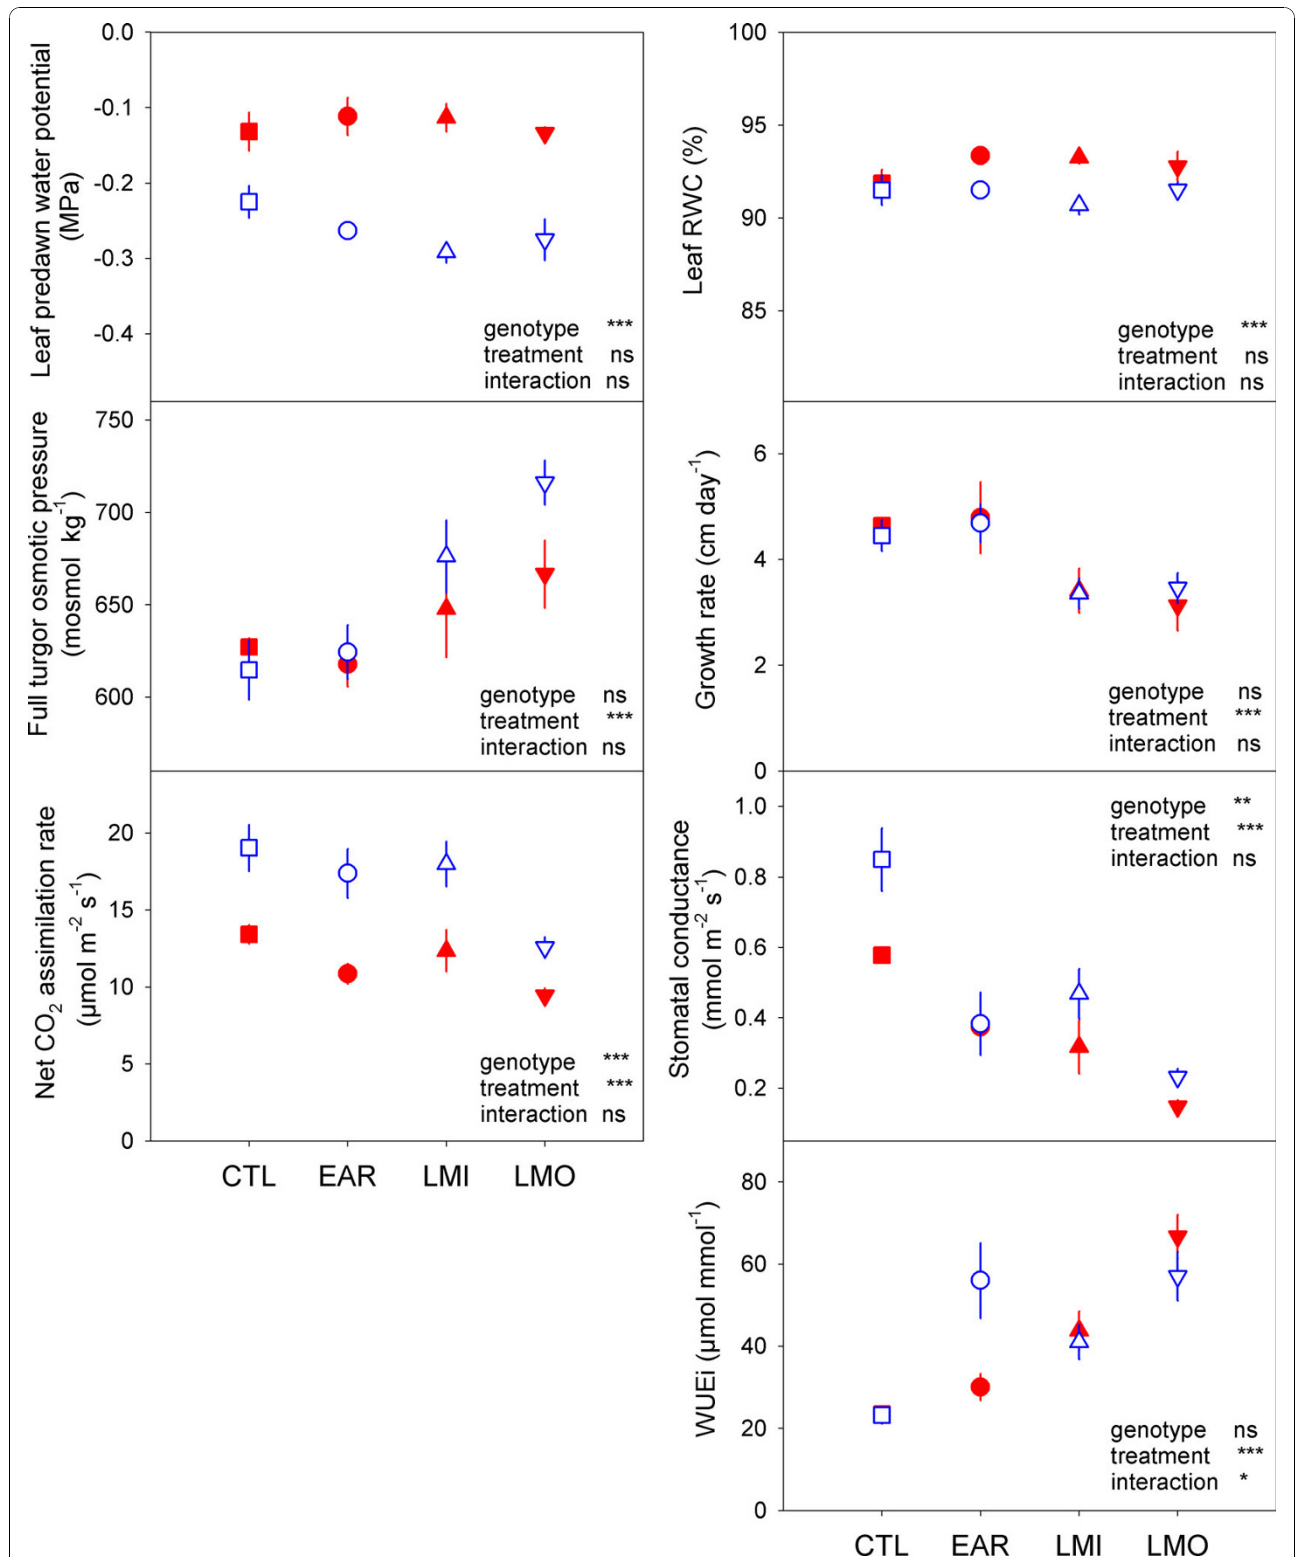 Leaf predawn water potential
(MPa)
0.0
-0.1
-0.2
-0.3
-0.4
genotype ***
treatment ns
interaction ns
Leaf RWC (%)
100
95
90
85
genotype ***
treatment ns
interaction ns
Full turgor osmotic pressure
(mosmol kg⁻¹)
750
700
650
600
genotype ns
treatment ***
interaction ns
Growth rate (cm day⁻¹)
6
4
2
0
genotype ns
treatment ***
interaction ns
Net CO₂ assimilation rate
(µmol m⁻² s⁻¹)
20
15
10
5
0
genotype ***
treatment ***
interaction ns
CTL EAR LMI LMO
Stomatal conductance
(mmol m⁻² s⁻¹)
1.0
0.8
0.6
0.4
0.2
genotype **
treatment ***
interaction ns
WUEi (µmol mmol⁻¹)
80
60
40
20
0
genotype ns
treatment ***
interaction *
CTL EAR LMI LMO